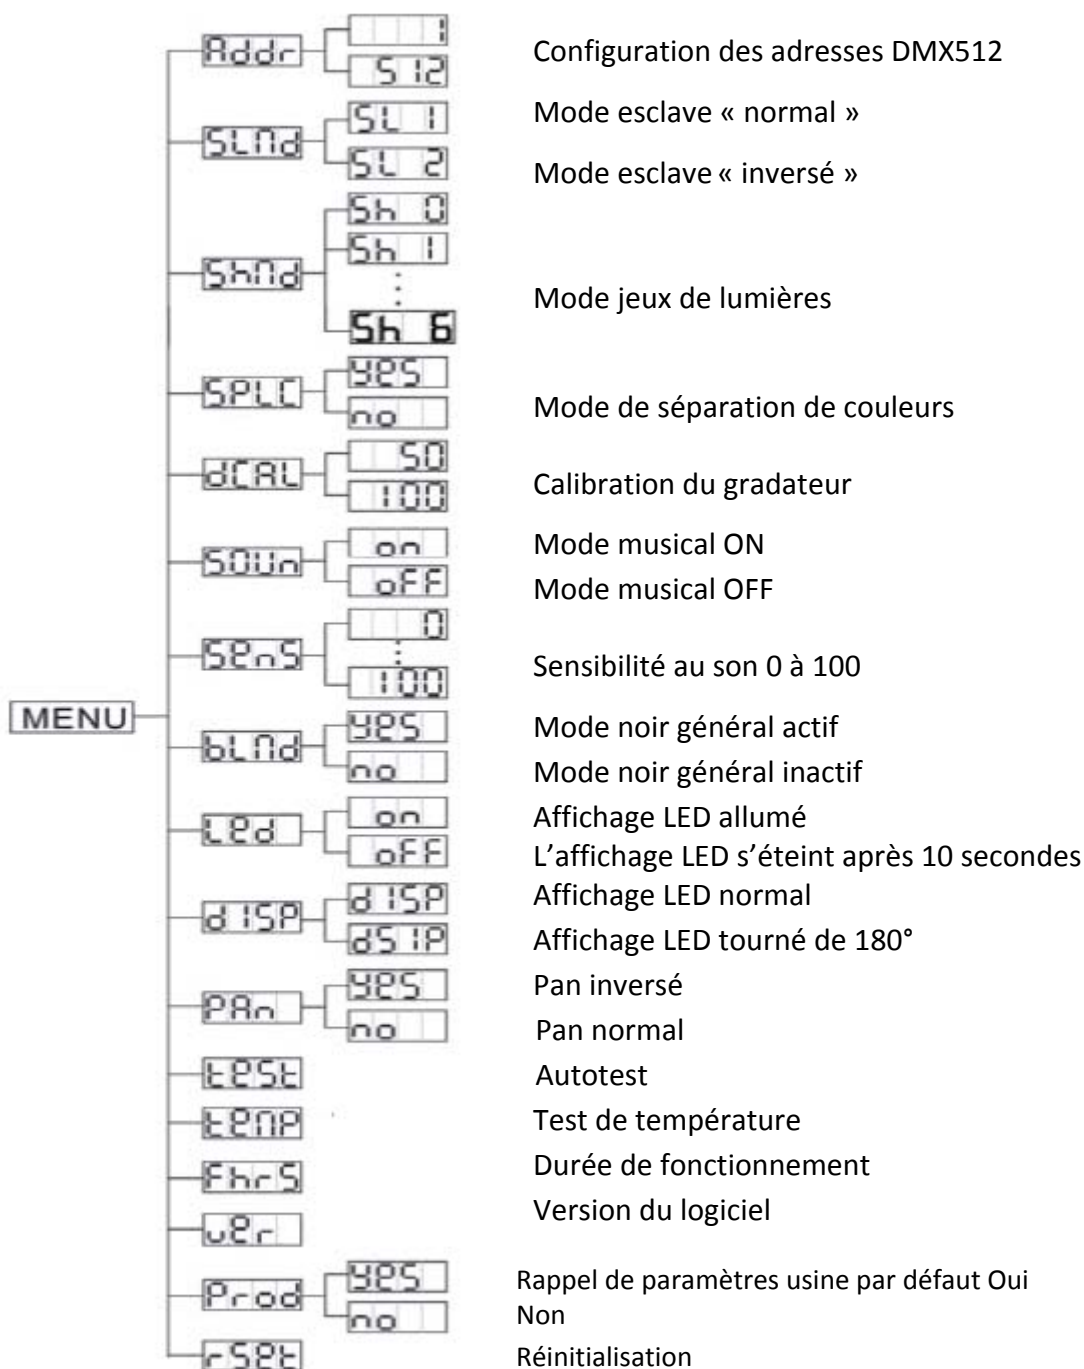 Addr
1
512
Configuration des adresses DMX512
SLMd
SL 1
SL 2
Mode esclave « normal »
Mode esclave « inversé »
ShMd
Sh 0
Sh 1
Sh 6
Mode jeux de lumières
SPLC
yes
no
Mode de séparation de couleurs
dCAL
50
100
Calibration du gradateur
SOUn
on
oFF
Mode musical ON
Mode musical OFF
SenS
0
100
Sensibilité au son 0 à 100
MENU
bLMd
yes
no
Mode noir général actif
Mode noir général inactif
Led
on
oFF
Affichage LED allumé
L’affichage LED s’éteint après 10 secondes
dISP
dISP
dSIP
Affichage LED normal
Affichage LED tourné de 180°
PAn
yes
no
Pan inversé
Pan normal
teSt
Autotest
teMP
Test de température
FhrS
Durée de fonctionnement
ver
Version du logiciel
Prod
yes
no
Rappel de paramètres usine par défaut Oui
Non
rSet
Réinitialisation